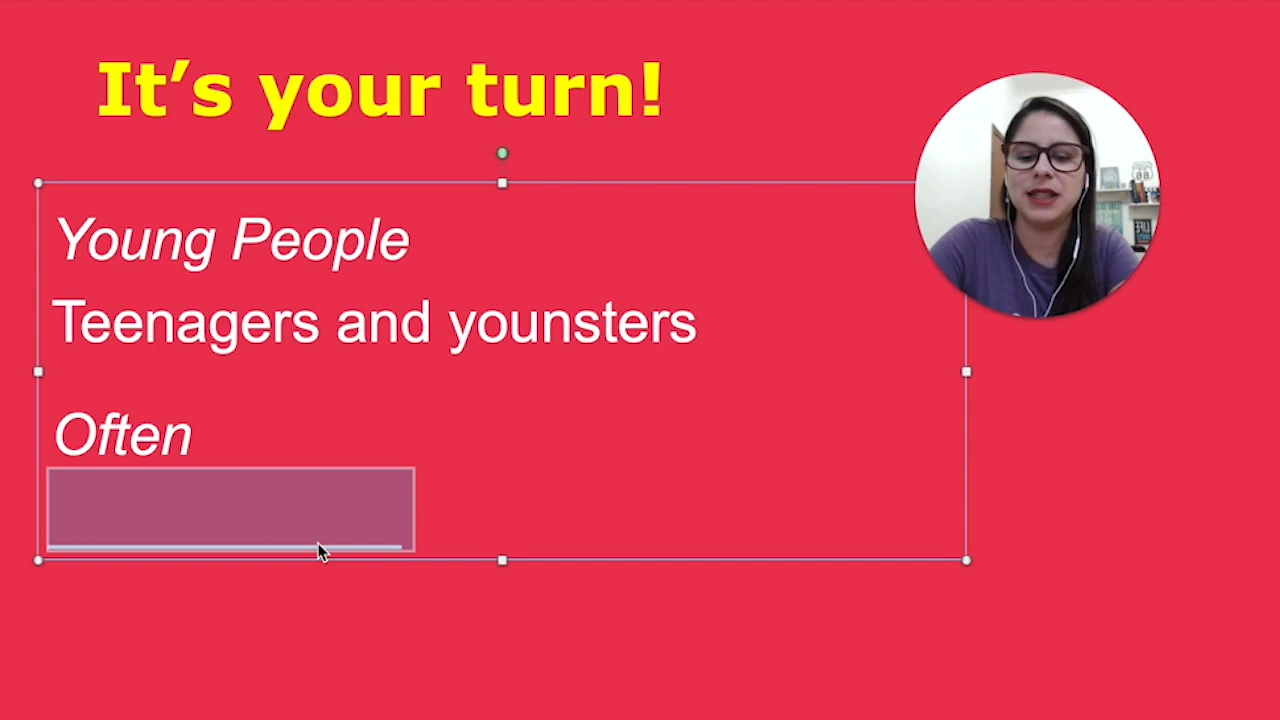 It’s your turn!
Young People
Teenagers and younsters
Often